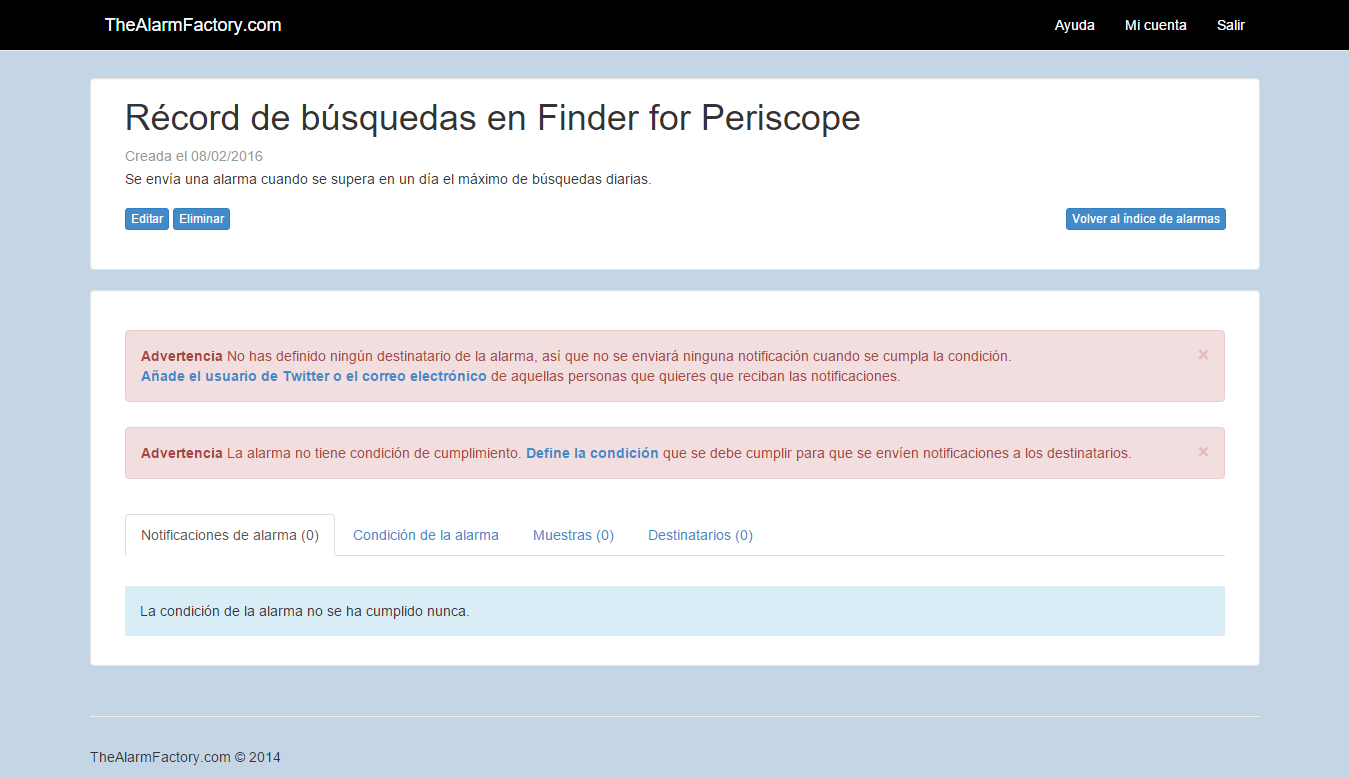 TheAlarmFactory.com
Ayuda
Mi cuenta
Salir
Récord de búsquedas en Finder for Periscope
Creada el 08/02/2016
Se envía una alarma cuando se supera en un día el máximo de búsquedas diarias.
Editar
Eliminar
Volver al índice de alarmas
Advertencia No has definido ningún destinatario de la alarma, así que no se enviará ninguna notificación cuando se cumpla la condición.
×
Añade el usuario de Twitter o el correo electrónico de aquellas personas que quieres que reciban las notificaciones.
Advertencia La alarma no tiene condición de cumplimiento. Define la condición que se debe cumplir para que se envíen notificaciones a los destinatarios.
×
Notificaciones de alarma (0)
Condición de la alarma
Muestras (0)
Destinatarios (0)
La condición de la alarma no se ha cumplido nunca.
TheAlarmFactory.com © 2014